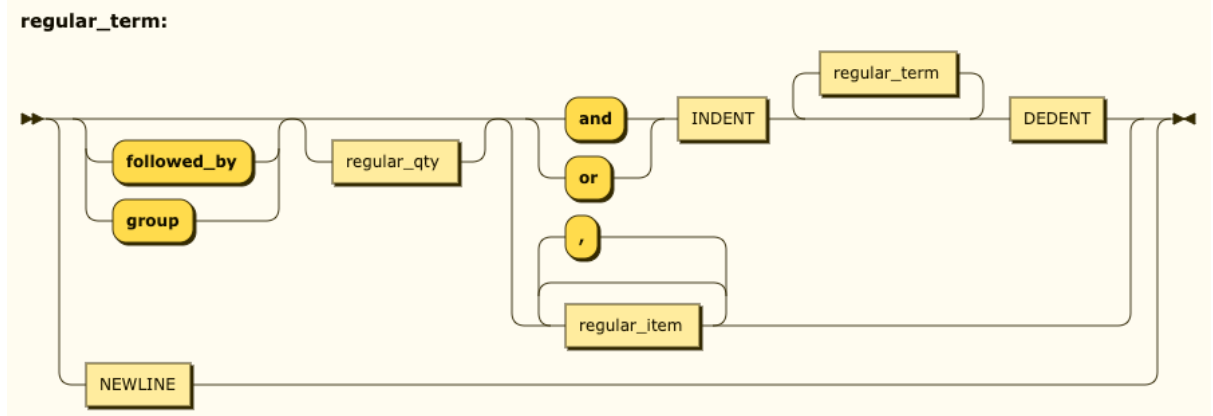 regular_term:
regular_term
and INDENT DEDENT
followed_by regular_qty or
group
,
regular_item
NEWLINE